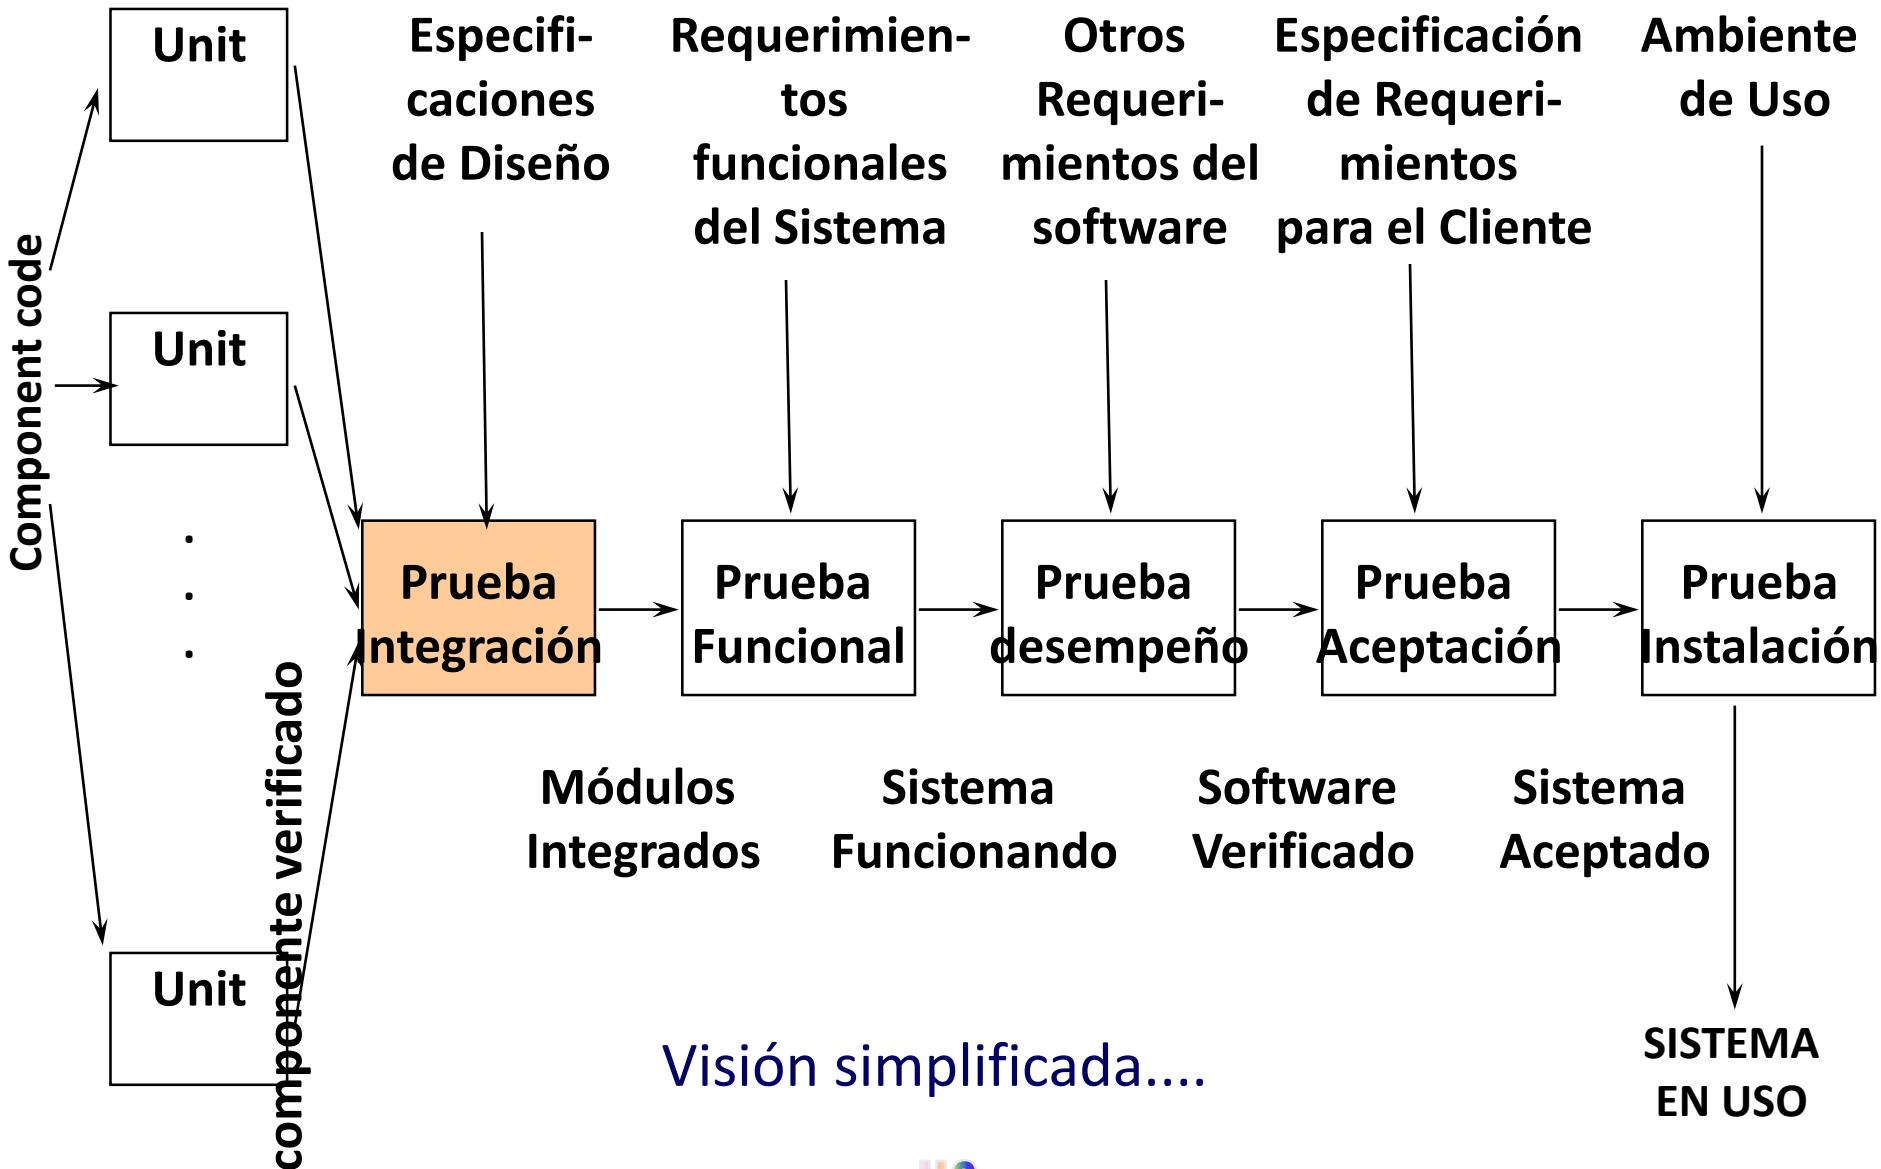 Unit
Especifi-
caciones
de Diseño
Requerimien-
tos
funcionales
del Sistema
Otros
Requeri-
mientos del
software
Especificación
de Requeri-
mientos
para el Cliente
Ambiente
de Uso
Component code
Unit
.
.
.
Prueba
Integración
Prueba
Funcional
Prueba
desempeño
Prueba
Aceptación
Prueba
Instalación
componente verificado
Módulos
Integrados
Sistema
Funcionando
Software
Verificado
Sistema
Aceptado
Unit
Visión simplificada....
SISTEMA
EN USO